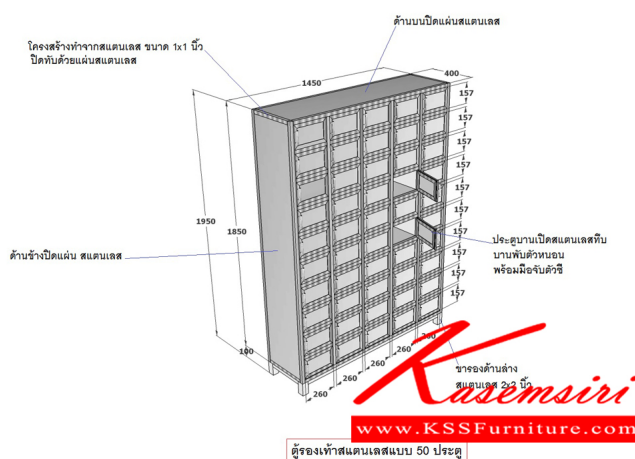 ด้านบนปิดแผ่นสแตนเลส
โครงสร้างทำจากสแตนเลส ขนาด 1x1 นิ้ว
ปิดทับด้วยแผ่นสแตนเลส
1450
400
157
157
157
157
157
157
157
157
157
157
1950
1850
ด้านข้างปิดแผ่น สแตนเลส
ประตูบานเปิดสแตนเลสทึบ
บานพับตัวหนอน
พร้อมมือจับตัวซี
100
260
260
260
260
260
ขารองด้านล่าง
สแตนเลส 2x2 นิ้ว
Kasemsiri
www.KSSFurniture.com
ตู้รองเท้าสแตนเลสแบบ 50 ประตู